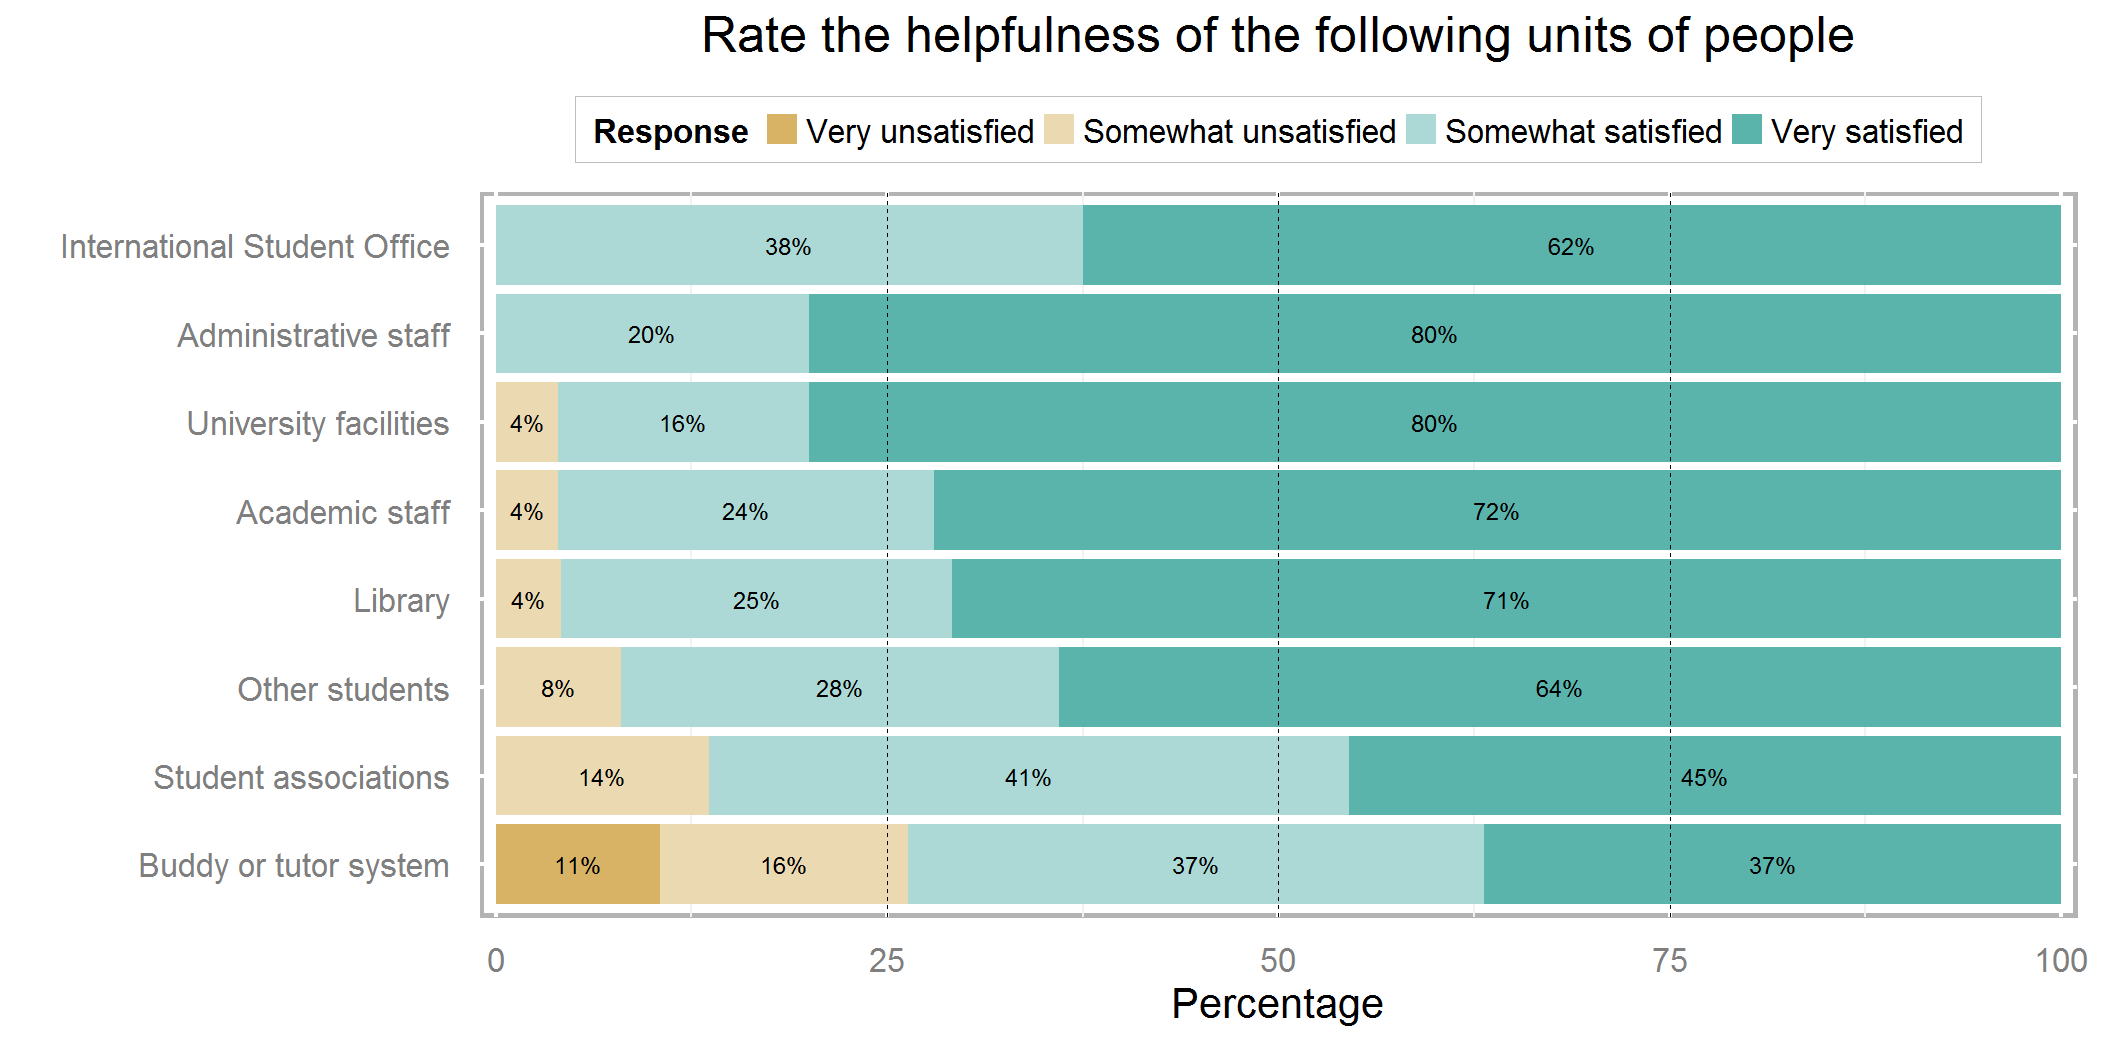 Rate the helpfulness of the following units of people
Response Very unsatisfied Somewhat unsatisfied Somewhat satisfied Very satisfied
International Student Office 38% 62%
Administrative staff 20% 80%
University facilities 4% 16% 80%
Academic staff 4% 24% 72%
Library 4% 25% 71%
Other students 8% 28% 64%
Student associations 14% 41% 45%
Buddy or tutor system 11% 16% 37% 37%
0 25 50 75 100
Percentage